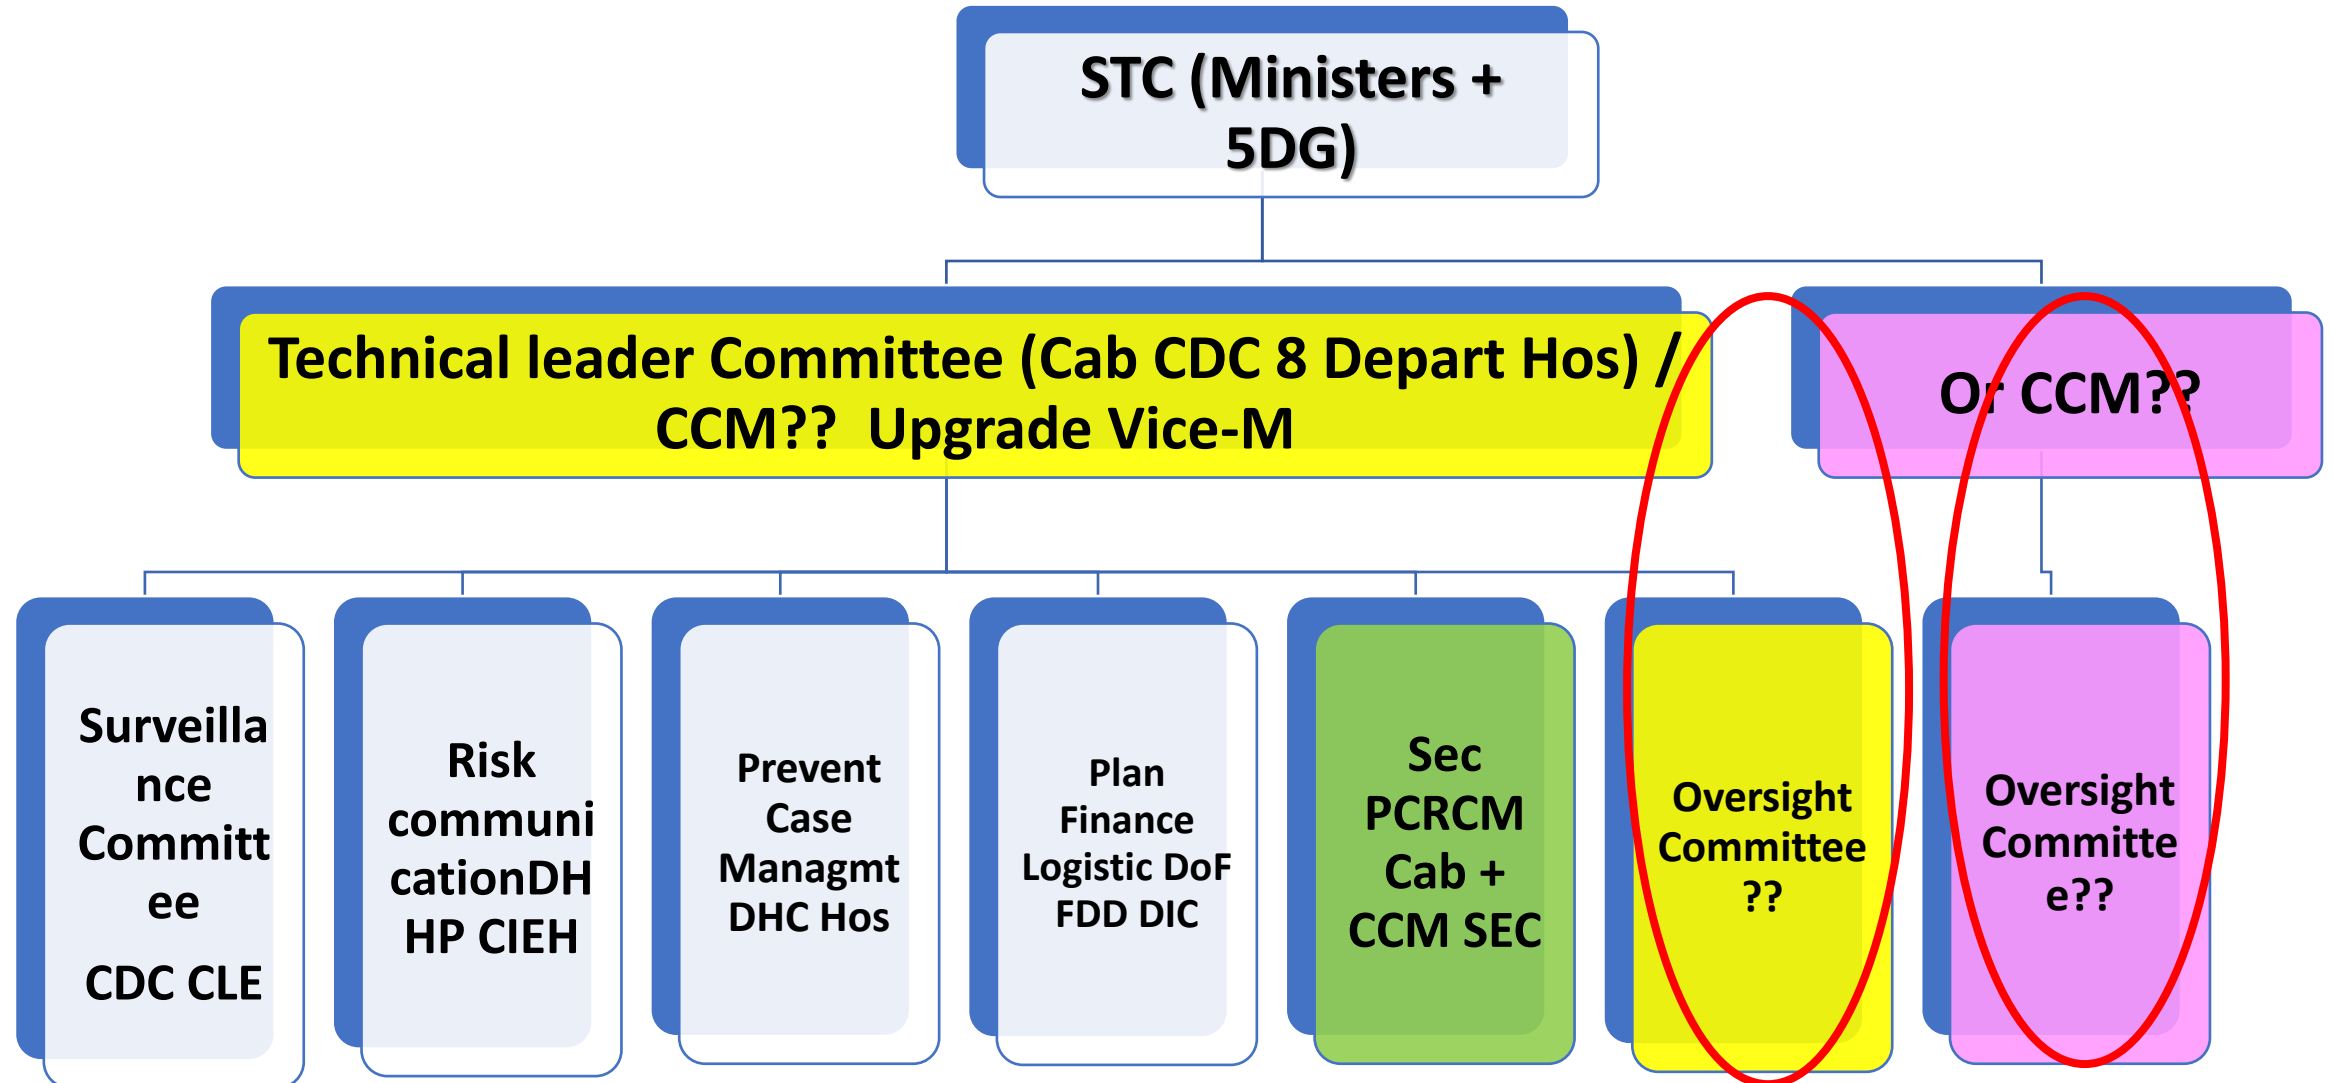 STC (Ministers +
5DG)
Technical leader Committee (Cab CDC 8 Depart Hos) /
CCM??  Upgrade Vice-M
Or CCM??
Surveilla
nce
Committ
ee
CDC CLE
Risk
communi
cationDH
HP CIEH
Prevent
Case
Managmt
DHC Hos
Plan
Finance
Logistic DoF
FDD DIC
Sec
PCRCM
Cab +
CCM SEC
Oversight
Committee
??
Oversight
Committe
e??